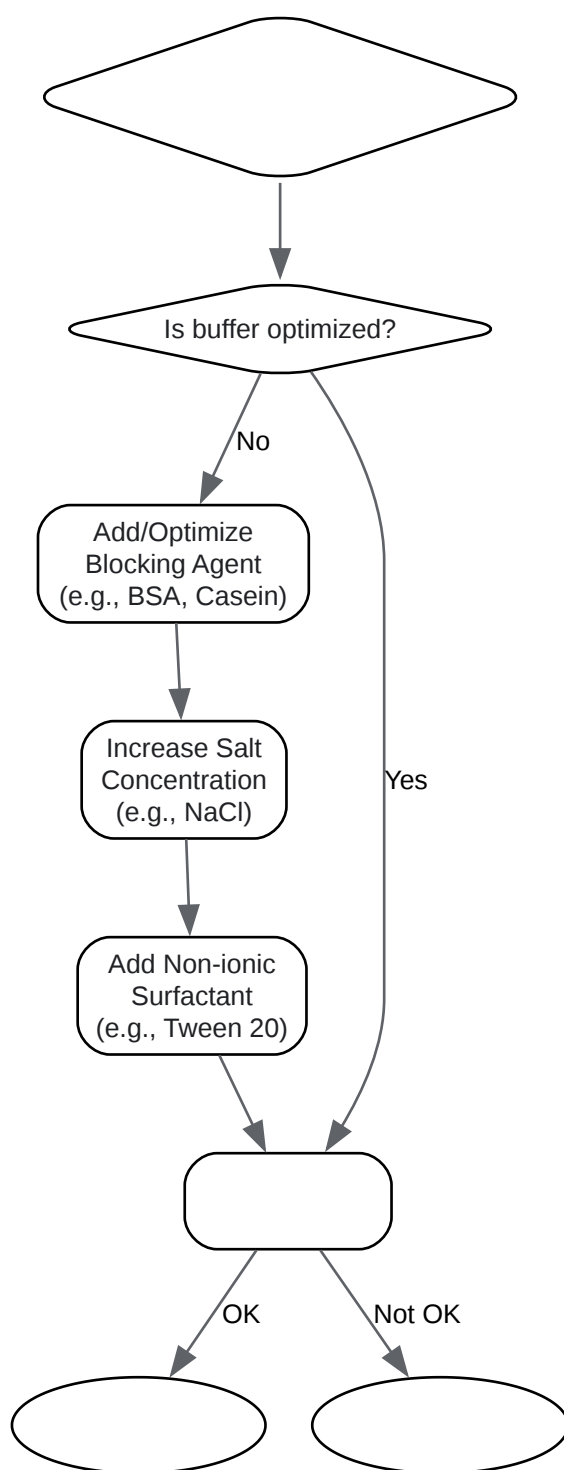 Is buffer optimized?
No
Add/Optimize
Blocking Agent
(e.g., BSA, Casein)
Increase Salt
Concentration
(e.g., NaCl)
Yes
Add Non-ionic
Surfactant
(e.g., Tween 20)
OK
Not OK